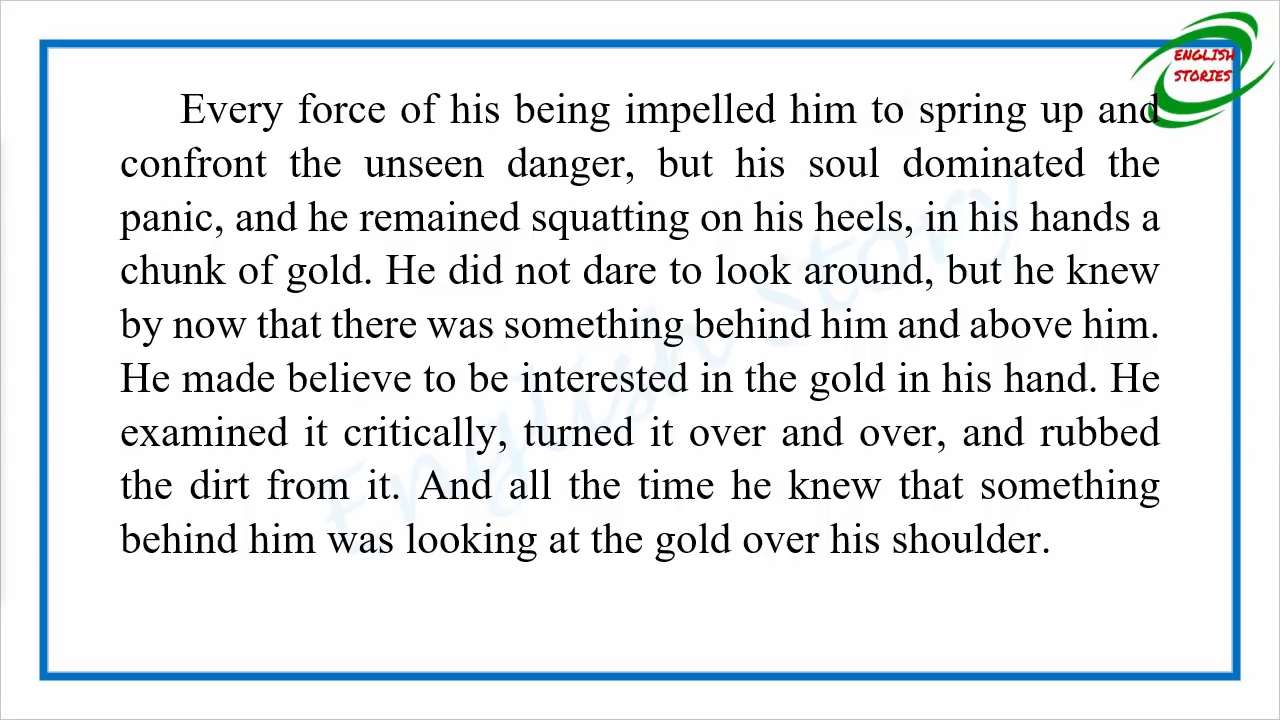 ENGLISH
STORIES
Every force of his being impelled him to spring up and
confront the unseen danger, but his soul dominated the
panic, and he remained squatting on his heels, in his hands a
chunk of gold. He did not dare to look around, but he knew
by now that there was something behind him and above him.
He made believe to be interested in the gold in his hand. He
examined it critically, turned it over and over, and rubbed
the dirt from it. And all the time he knew that something
behind him was looking at the gold over his shoulder.
English Story